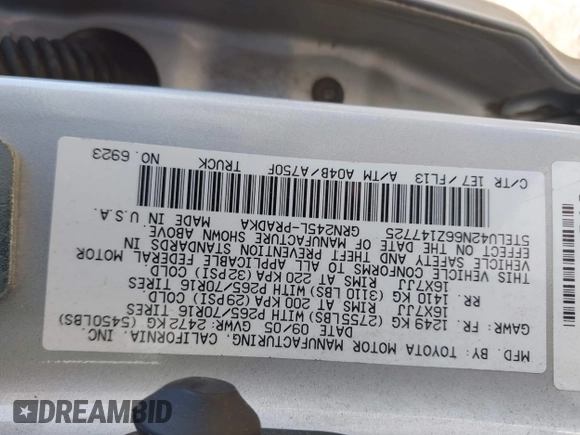 MFD. BY: TOYOTA MOTOR MANUFACTURING, CALIFORNIA, INC.
DATE 09/05 GVWR: 2472 KG (5450LBS)
GAWR: FR. 1249 KG (2755LBS) WITH P265/70R16 TIRES
16X7JJ RIMS AT 200 KPA (29PSI) COLD
RR. 1410 KG (3110 LBS) WITH P265/70R16 TIRES
16X7JJ RIMS AT 220 KPA (32PSI) COLD
THIS VEHICLE CONFORMS TO ALL APPLICABLE FEDERAL MOTOR
VEHICLE SAFETY AND THEFT PREVENTION STANDARDS IN
EFFECT ON THE DATE OF MANUFACTURE SHOWN ABOVE.
5TELU42N66Z147725 GRN245L-PRADKA MADE IN U.S.A.
C/TR 1E7/FL13 A/TM A04B/A750F TRUCK NO. 6923
DREAMBID